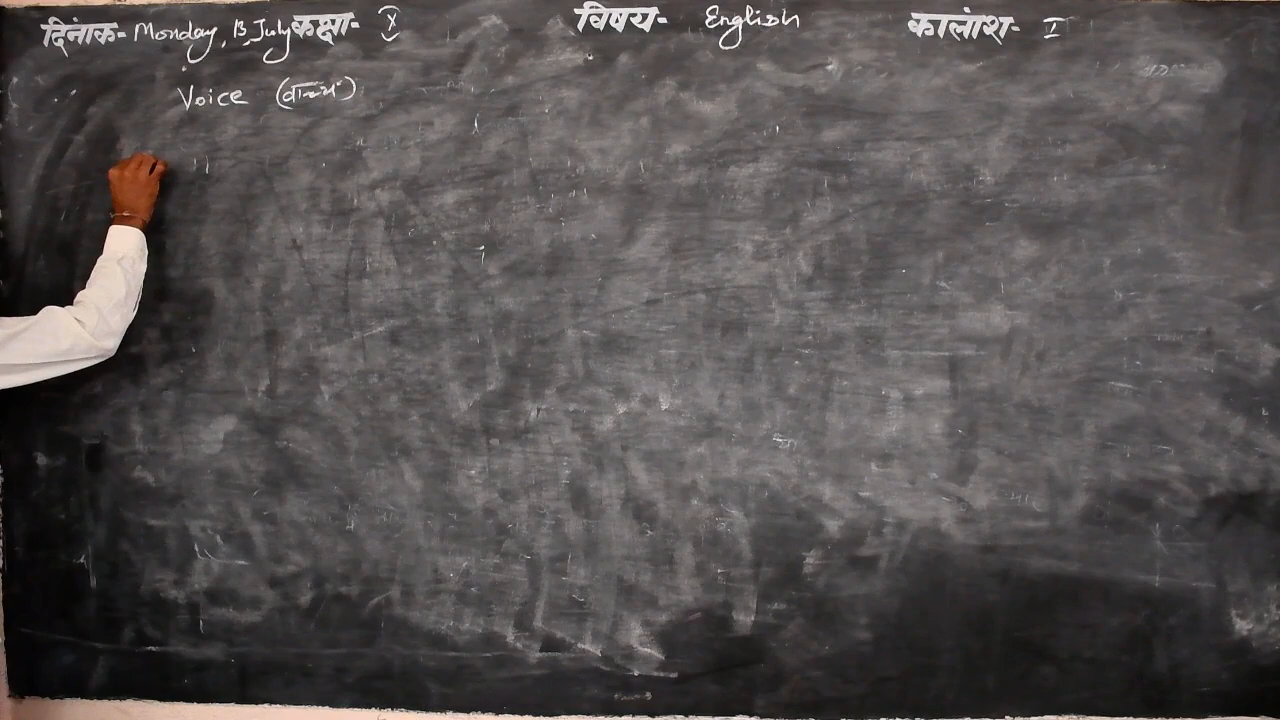 दिनांक- Monday, 13, July कक्षा- X विषय- English कालांश- I
Voice (वाच्य)